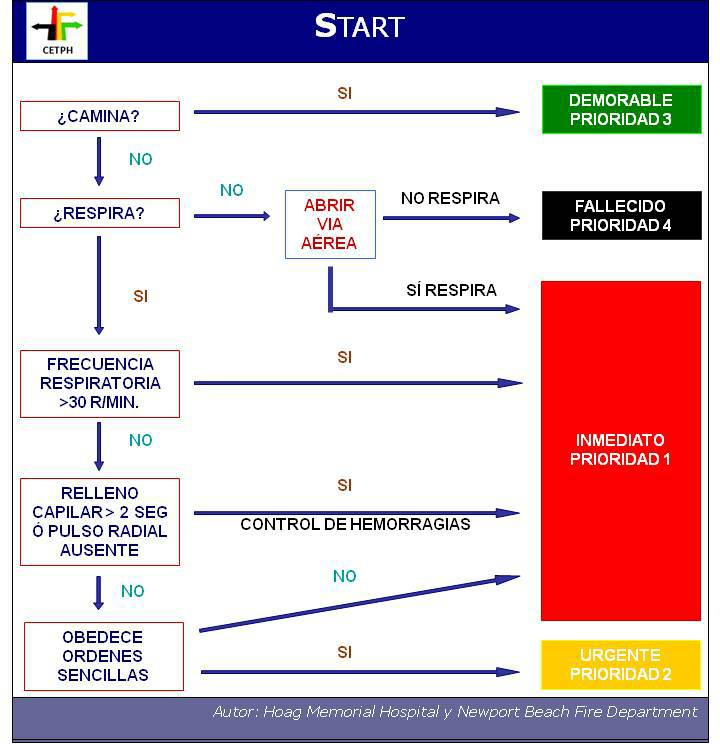 CETPH
START
SI
¿CAMINA?
DEMORABLE
PRIORIDAD 3
NO
¿RESPIRA?
NO
ABRIR
VIA
AÉREA
NO RESPIRA
FALLECIDO
PRIORIDAD 4
SÍ RESPIRA
SI
FRECUENCIA
RESPIRATORIA
>30 R/MIN.
SI
INMEDIATO
PRIORIDAD 1
NO
RELLENO
CAPILAR > 2 SEG
Ó PULSO RADIAL
AUSENTE
SI
CONTROL DE HEMORRAGIAS
NO
NO
OBEDECE
ORDENES
SENCILLAS
SI
URGENTE
PRIORIDAD 2
Autor: Hoag Memorial Hospital y Newport Beach Fire Department